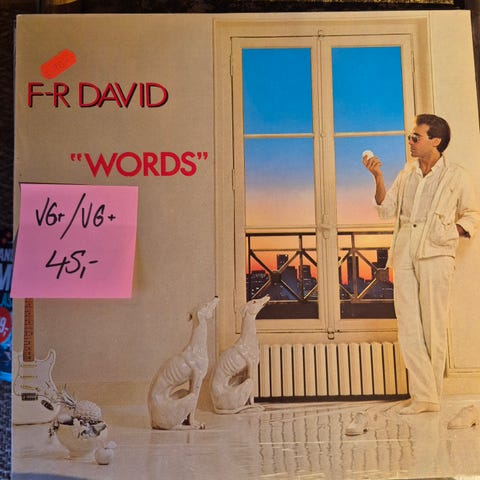 F-R DAVID
"WORDS"
VG+/VG+
45,-